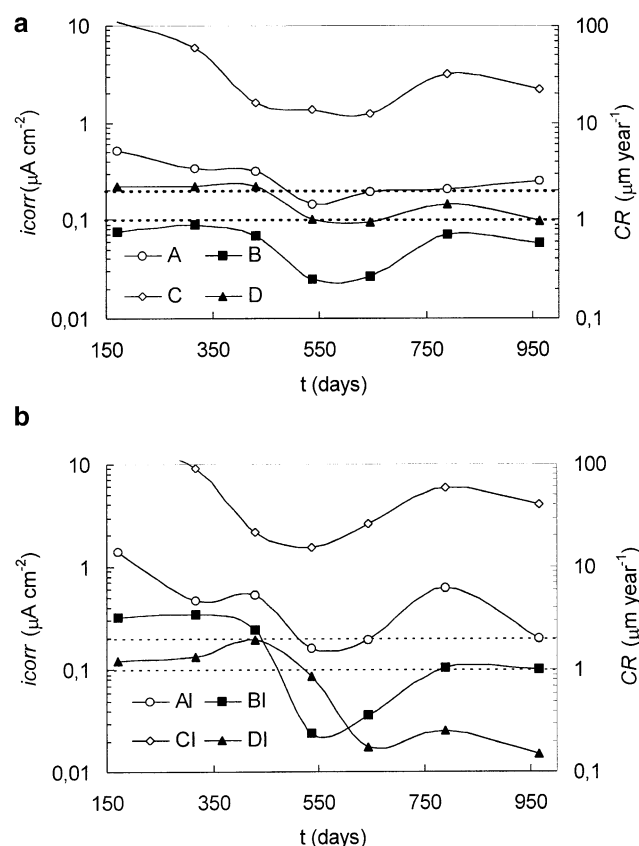 a
10
100
1
10
0,1
1
0,01
0,1
icorr (μA cm-2)
CR (μm year-1)
A B
C D
150 350 550 750 950
t (days)
b
10
100
1
10
0,1
1
0,01
0,1
icorr (μA cm-2)
CR (μm year-1)
AI BI
CI DI
150 350 550 750 950
t (days)